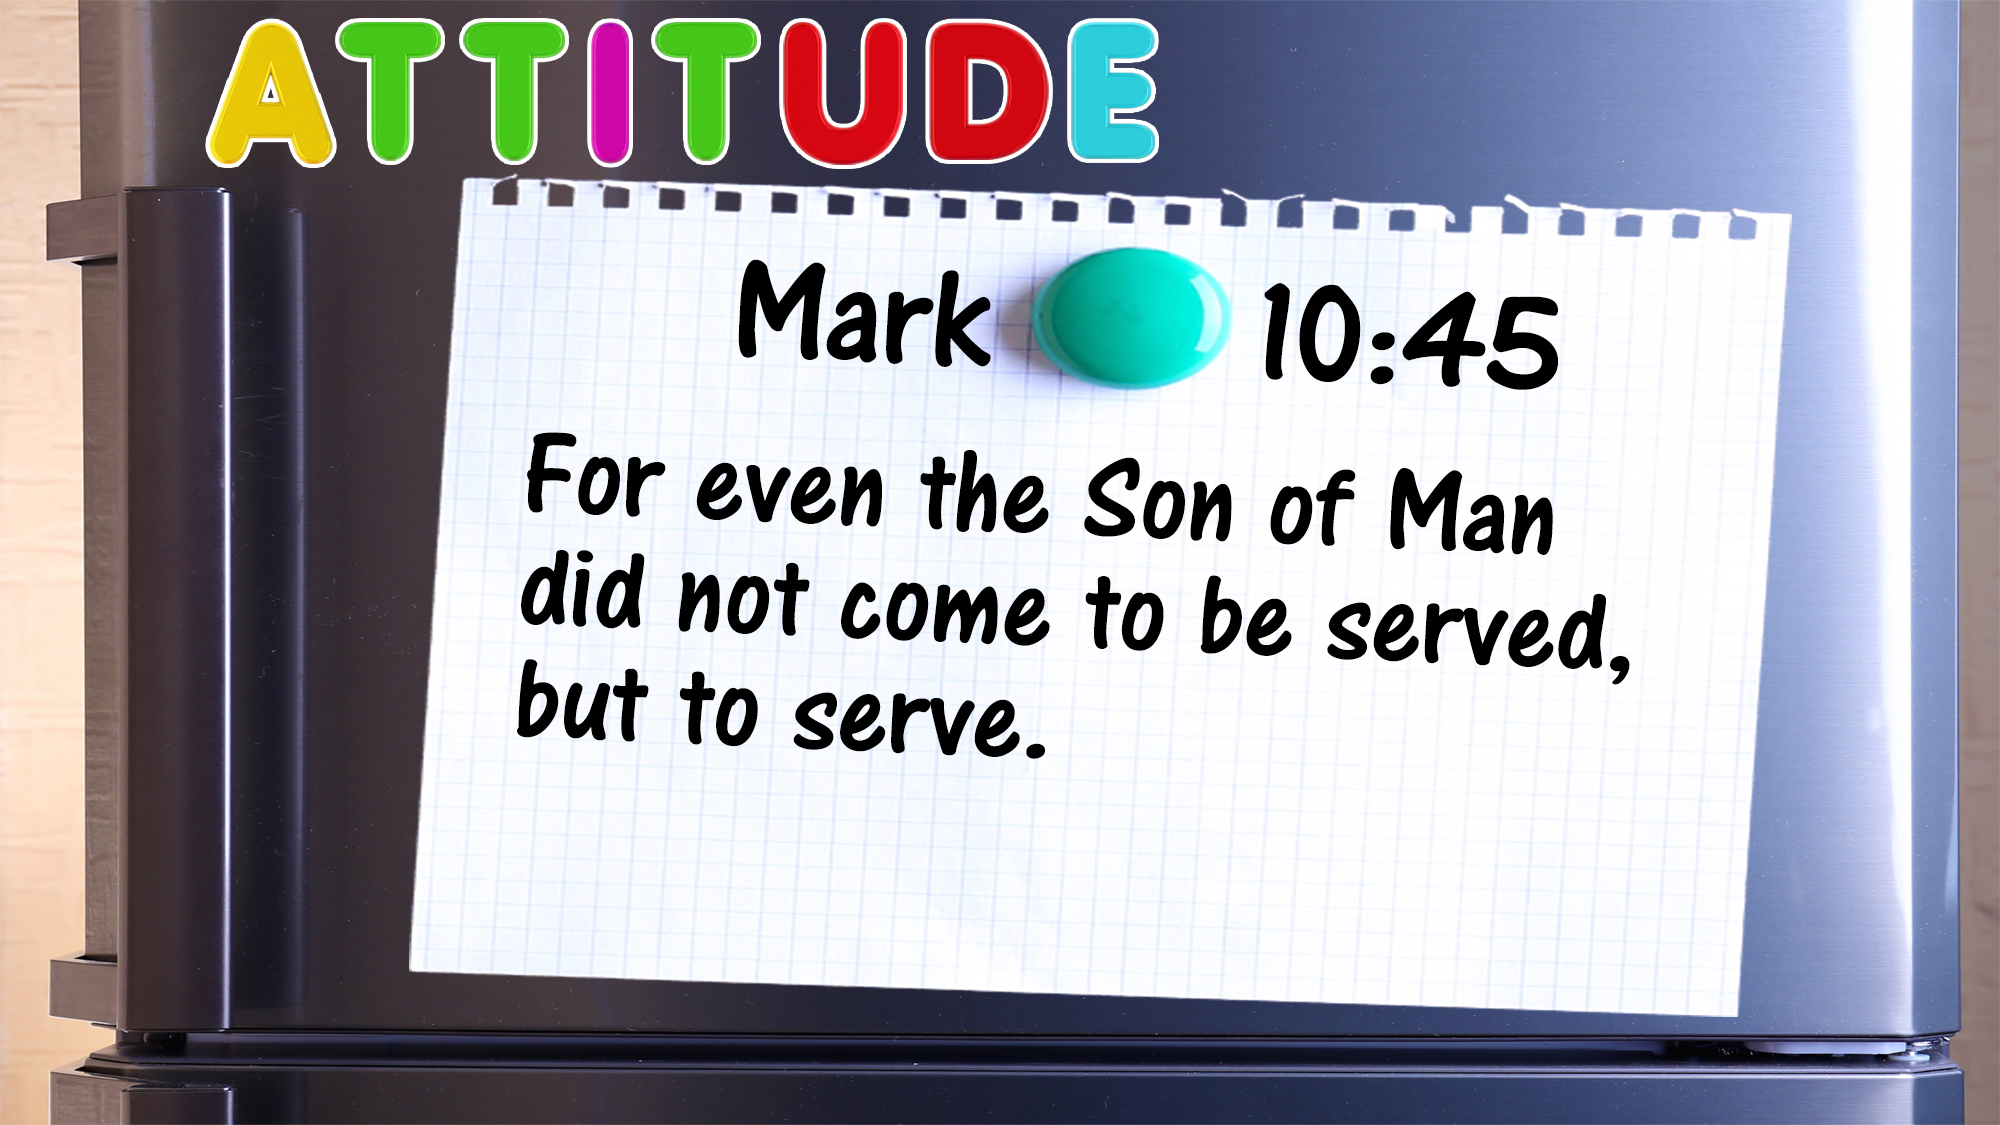 ATTITUDE
Mark 10:45
For even the Son of Man
did not come to be served,
but to serve.